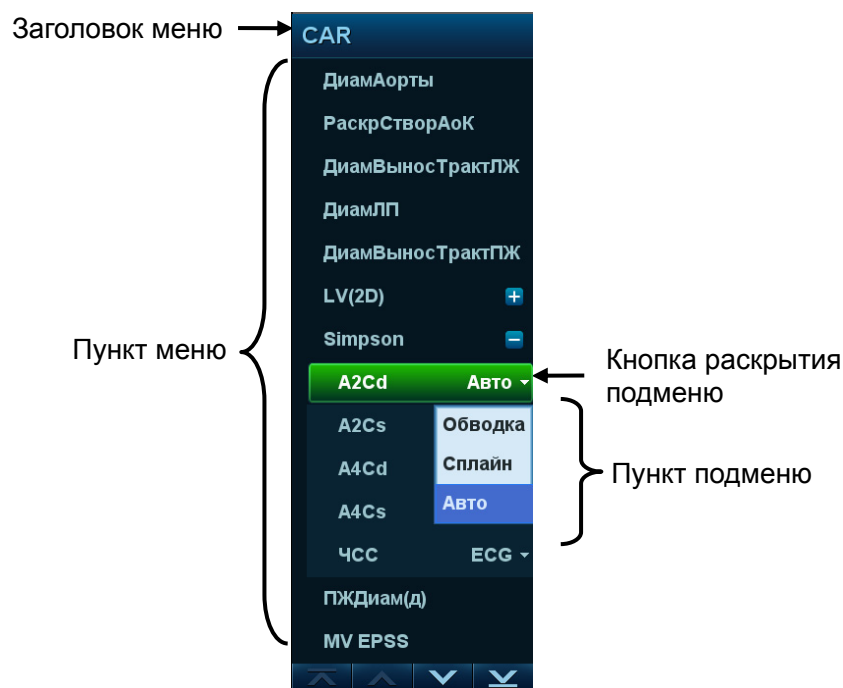 Заголовок меню
CAR
ДиамАорты
РаскрСтворАоК
ДиамВыносТрактЛЖ
ДиамЛП
ДиамВыносТрактПЖ
LV(2D)
Simpson
Пункт меню
A2Cd Авто
Кнопка раскрытия
подменю
A2Cs Обводка
A4Cd Сплайн
Пункт подменю
A4Cs Авто
ЧСС ECG
ПЖДиам(д)
MV EPSS